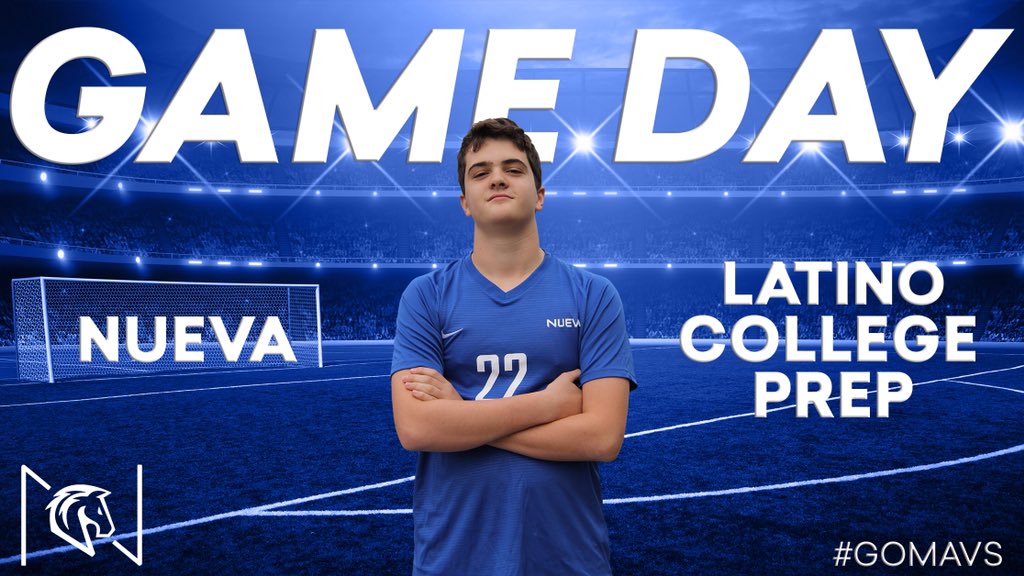 GAME DAY
NUEVA
LATINO
COLLEGE
PREP
NUEVA
22
#GOMAVS